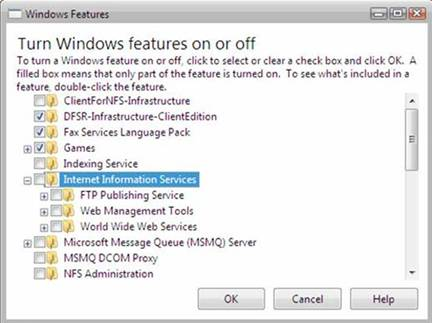 Windows Features
Turn Windows features on or off
To turn a Windows feature on or off, click to select or clear a check box and click OK. A
filled box means that only part of the feature is turned on. To see what's included in a
feature, double-click the feature.
ClientForNFS-Infrastructure
DFSR-Infrastructure-ClientEdition
Fax Services Language Pack
Games
Indexing Service
Internet Information Services
FTP Publishing Service
Web Management Tools
World Wide Web Services
Microsoft Message Queue (MSMQ) Server
MSMQ DCOM Proxy
NFS Administration
OK Cancel Help